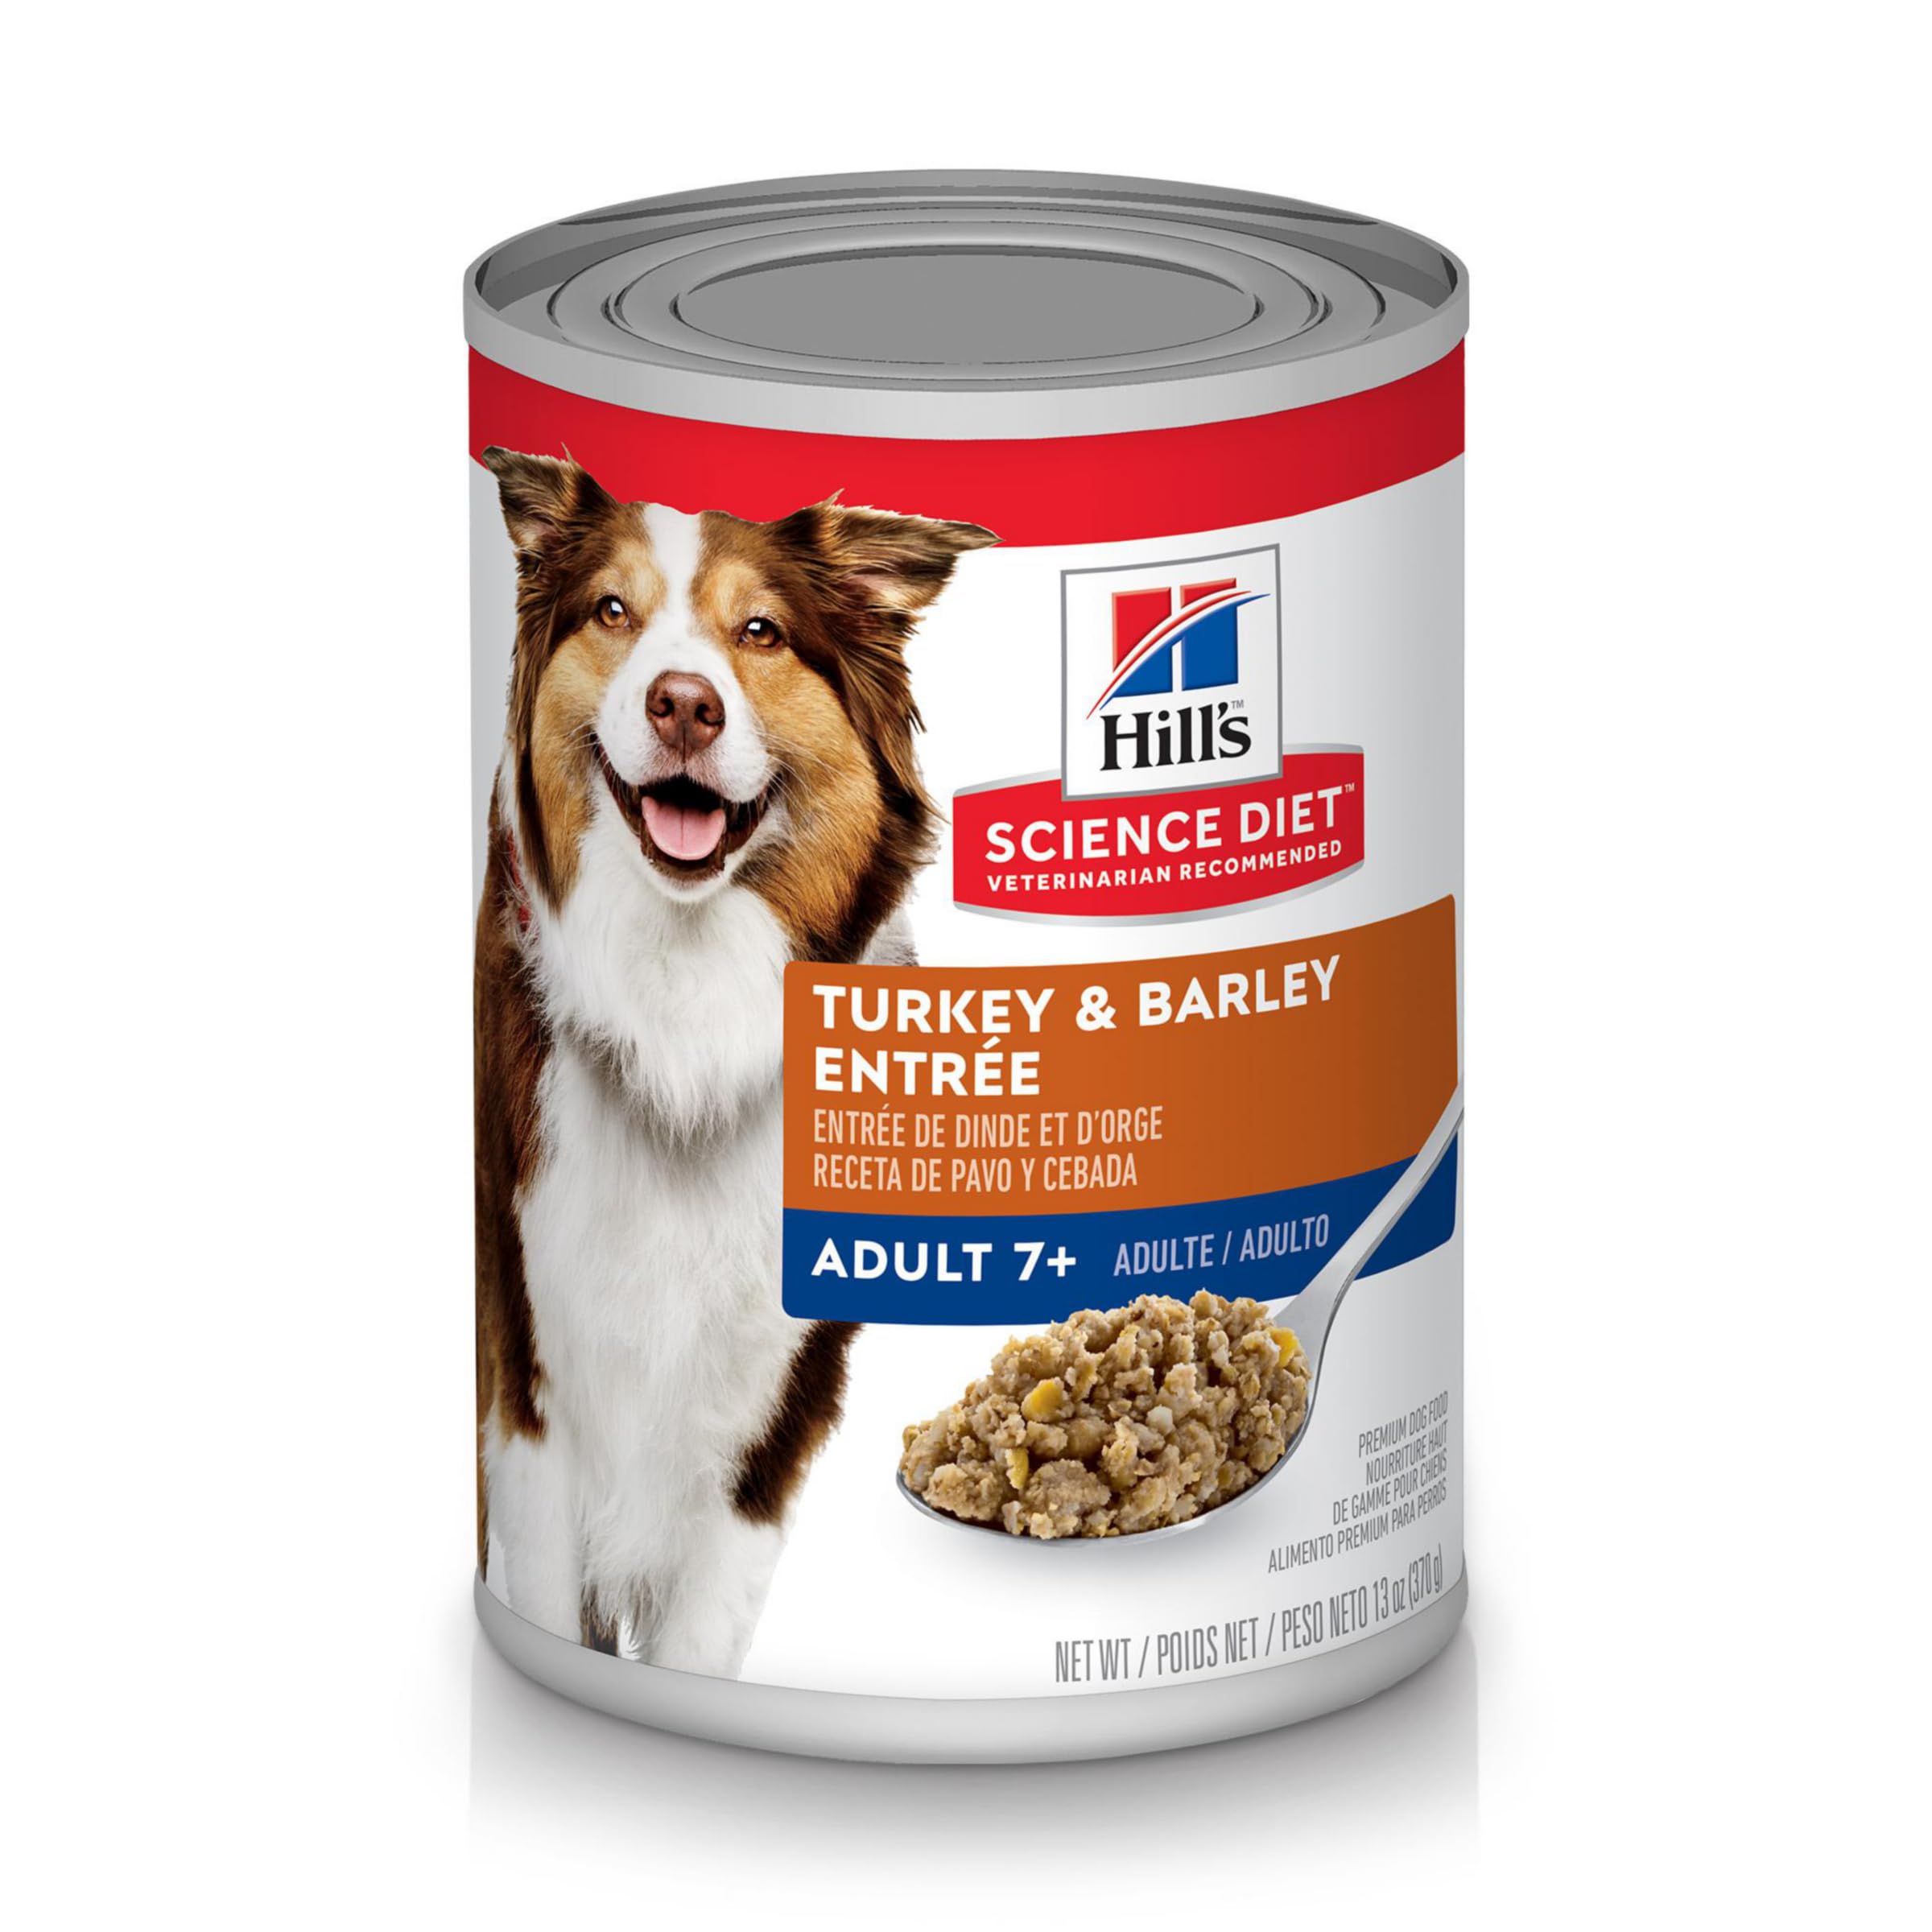 Hill's™
SCIENCE DIET™
VETERINARIAN RECOMMENDED
TURKEY & BARLEY
ENTRÉE
ENTRÉE DE DINDE ET D'ORGE
RECETA DE PAVO Y CEBADA
ADULT 7+ ADULTE / ADULTO
PREMIUM DOG FOOD
NOURRITURE HAUT
DE GAMME POUR CHIENS
ALIMENTO PREMIUM PARA PERROS
NET WT / POIDS NET / PESO NETO 13 oz (370 g)